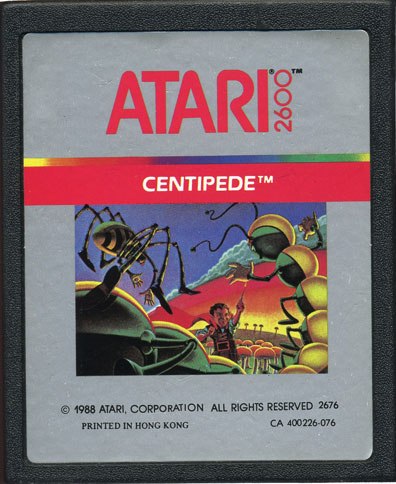 ATARI® 2600™
CENTIPEDE™
© 1988 ATARI, CORPORATION ALL RIGHTS RESERVED 2676
PRINTED IN HONG KONG CA 400226-076